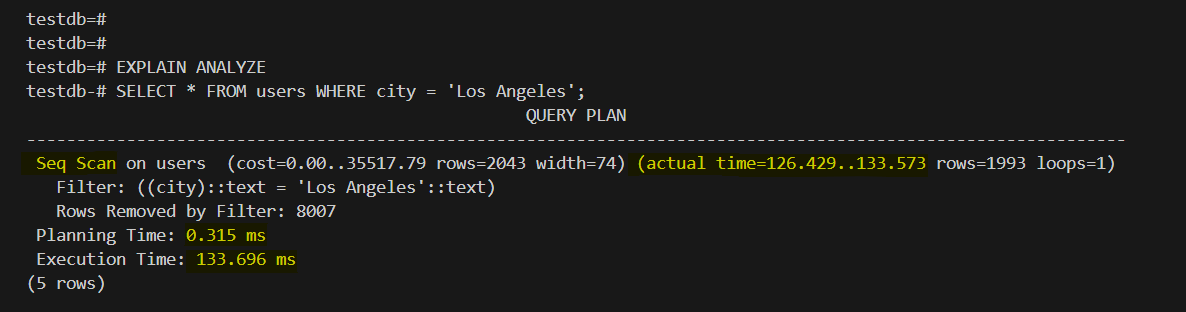 testdb=#
testdb=#
testdb=# EXPLAIN ANALYZE
testdb-# SELECT * FROM users WHERE city = 'Los Angeles';
QUERY PLAN
--------------------------------------------------------------------------------------------------------------
Seq Scan on users  (cost=0.00..35517.79 rows=2043 width=74) (actual time=126.429..133.573 rows=1993 loops=1)
Filter: ((city)::text = 'Los Angeles'::text)
Rows Removed by Filter: 8007
Planning Time: 0.315 ms
Execution Time: 133.696 ms
(5 rows)